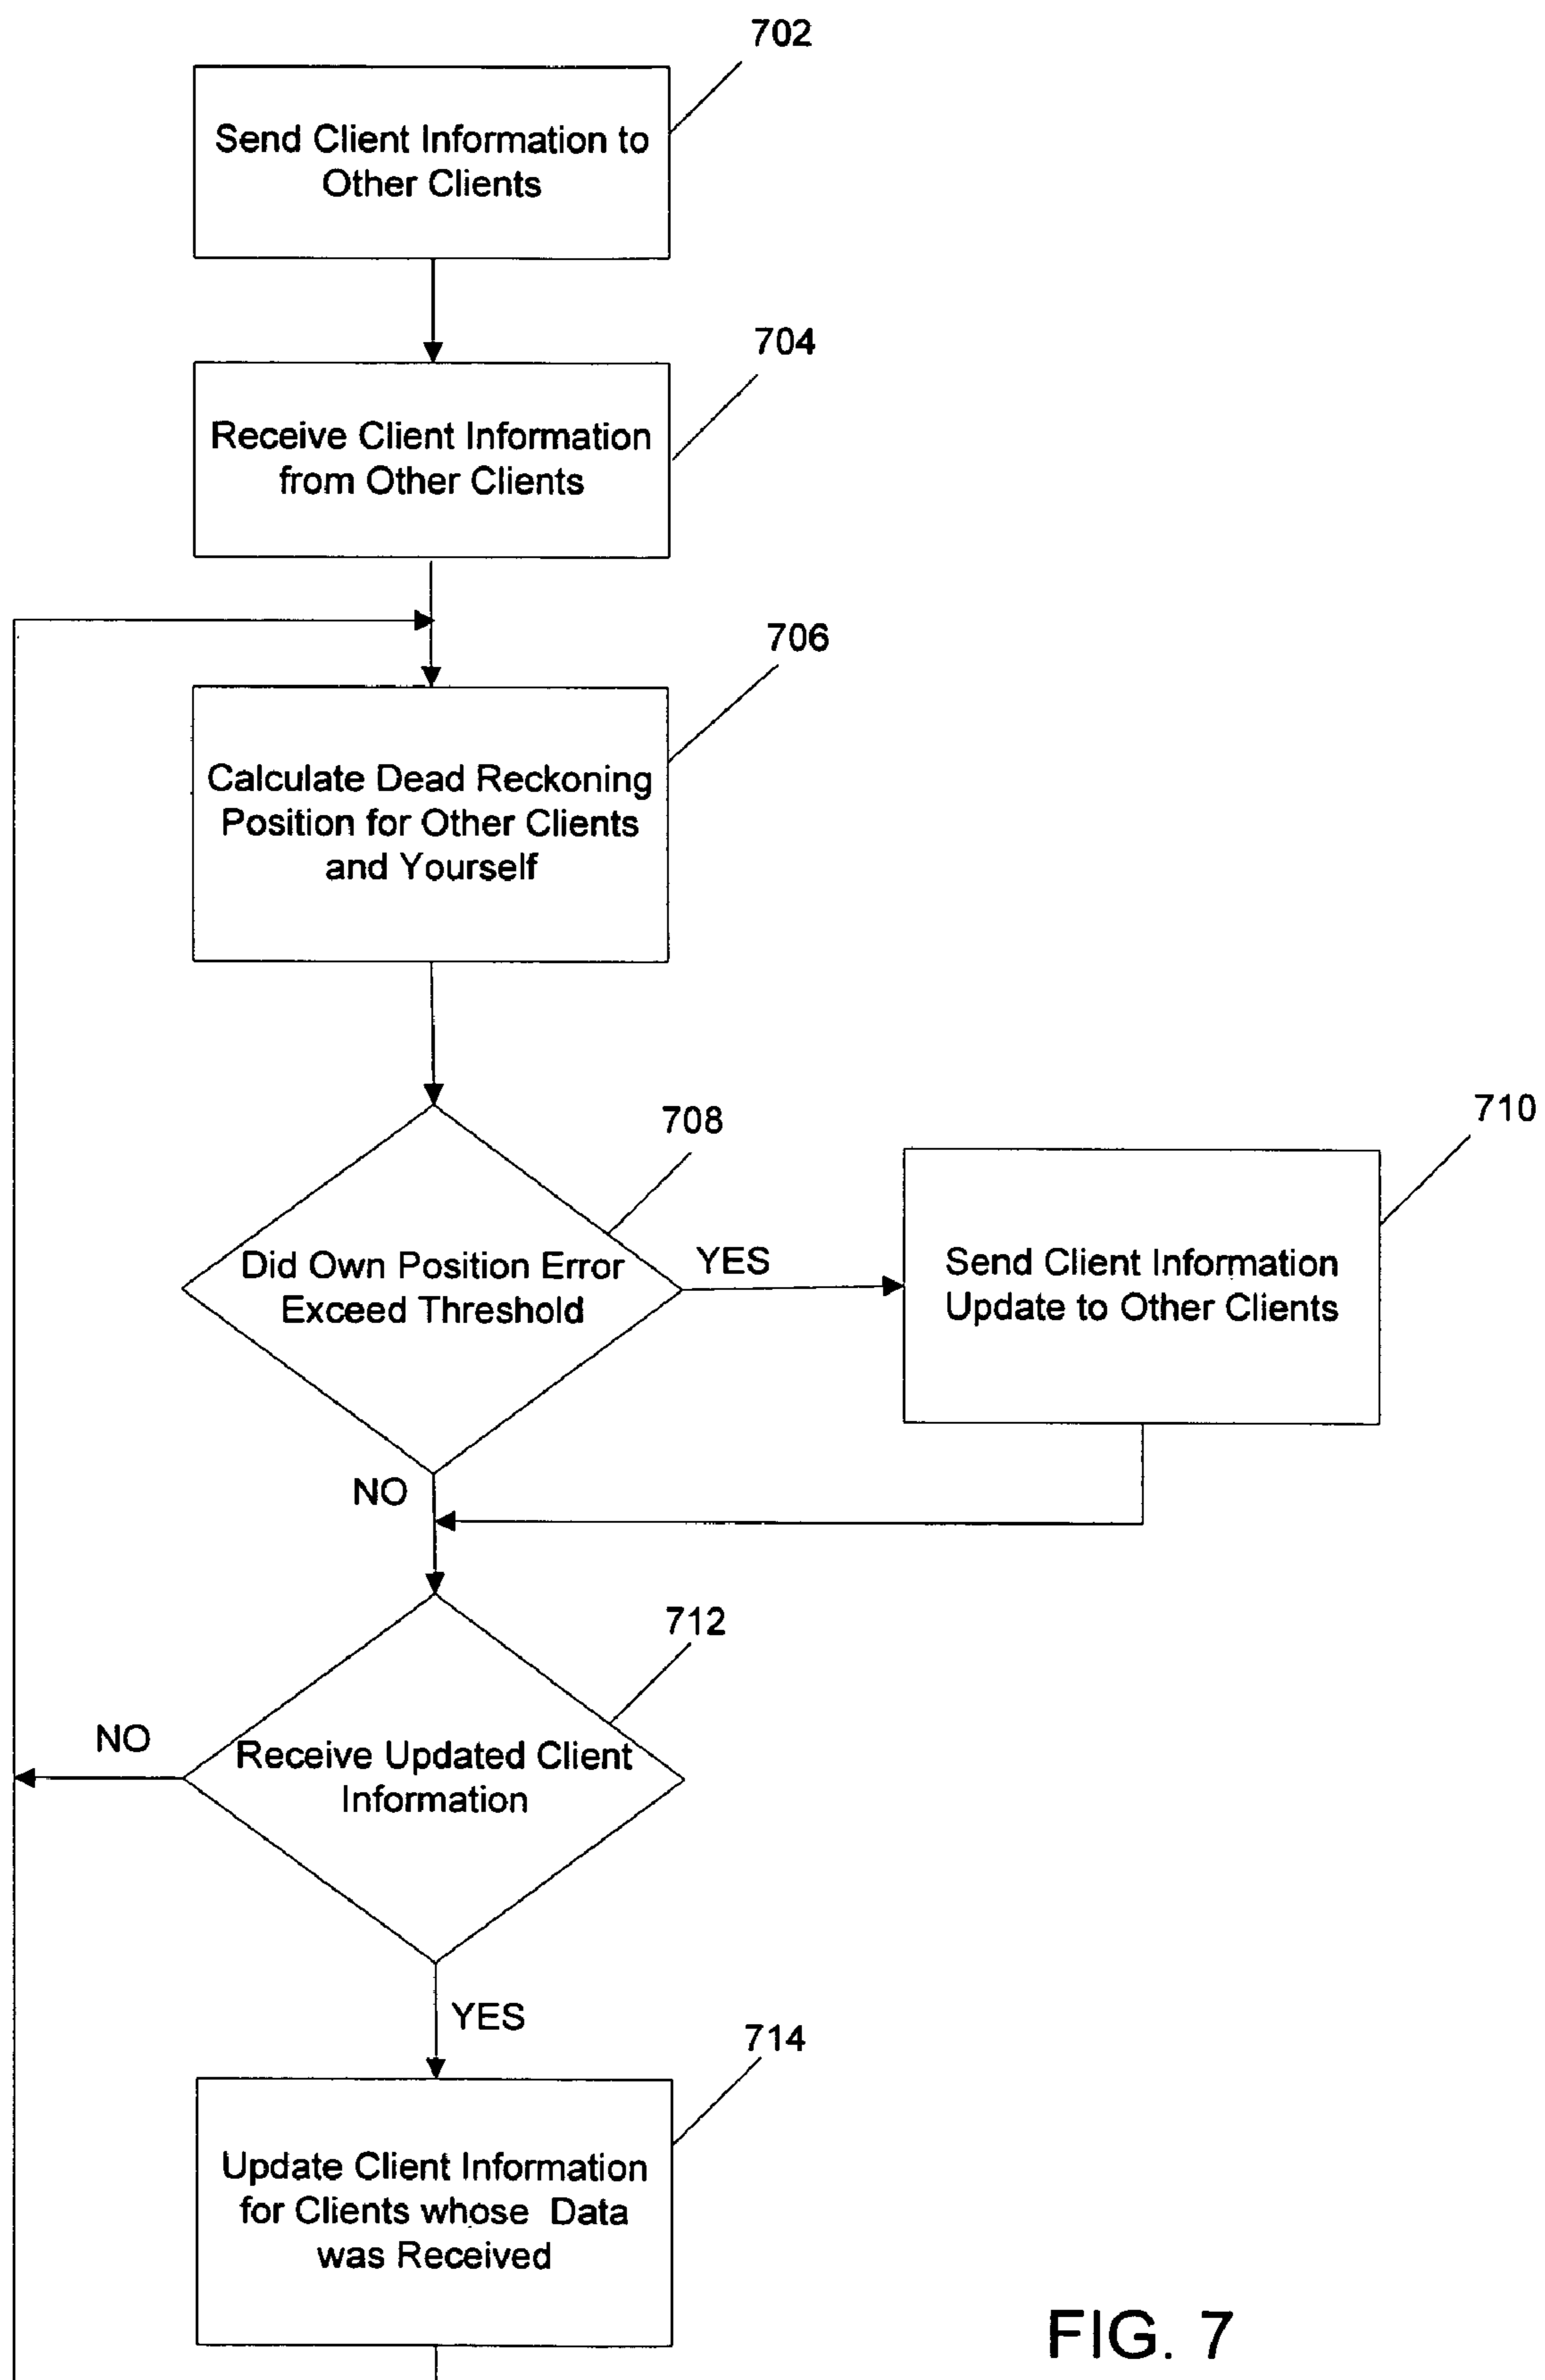 702
Send Client Information to
Other Clients
704
Receive Client Information
from Other Clients
706
Calculate Dead Reckoning
Position for Other Clients
and Yourself
708
710
Did Own Position Error
Exceed Threshold
YES
Send Client Information
Update to Other Clients
NO
712
NO
Receive Updated Client
Information
YES
714
Update Client Information
for Clients whose Data
was Received
FIG. 7